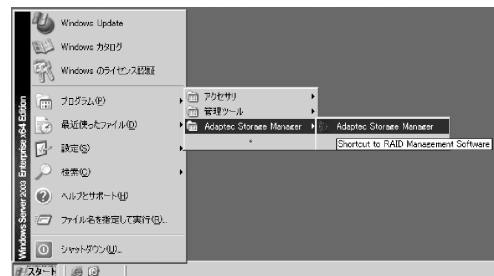 Windows Update
Windows カタログ
Windows のライセンス認証
プログラム(P)
最近使ったファイル(D)
設定(S)
検索(C)
ヘルプとサポート(H)
ファイル名を指定して実行(R)...
シャットダウン(U)...
Windows Server 2003 Enterprise x64 Edition
アクセサリ
管理ツール
Adaptec Storage Manager
Adaptec Storage Manager
Shortcut to RAID Management Software
スタート